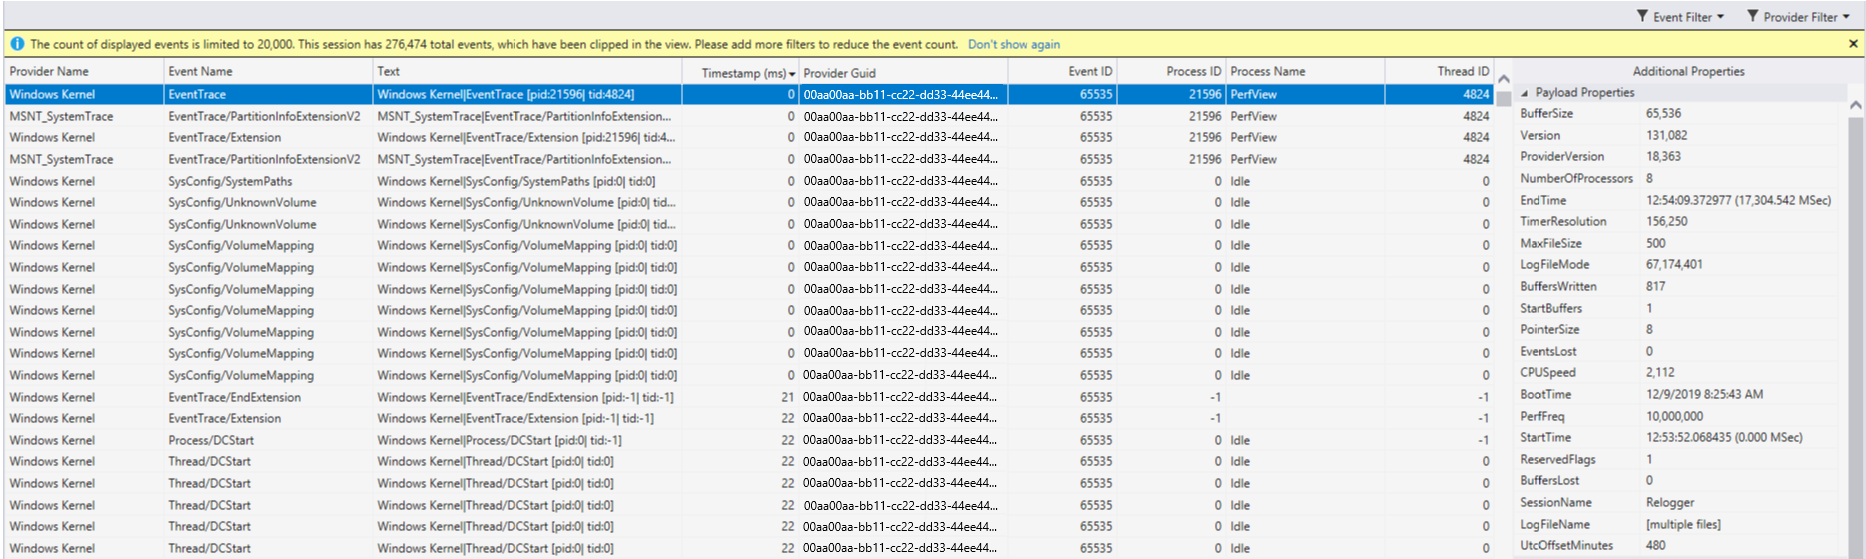 Event Filter Provider Filter
The count of displayed events is limited to 20,000. This session has 276,474 total events, which have been clipped in the view. Please add more filters to reduce the event count. Don't show again
Provider Name Event Name Text Timestamp (ms) Provider Guid Event ID Process ID Process Name Thread ID
Windows Kernel EventTrace Windows Kernel|EventTrace [pid:21596| tid:4824] 0 00aa00aa-bb11-cc22-dd33-44ee44... 65535 21596 PerfView 4824
MSNT_SystemTrace EventTrace/PartitionInfoExtensionV2 MSNT_SystemTrace|EventTrace/PartitionInfoExtension... 0 00aa00aa-bb11-cc22-dd33-44ee44... 65535 21596 PerfView 4824
Windows Kernel EventTrace/Extension Windows Kernel|EventTrace/Extension [pid:21596| tid:4... 0 00aa00aa-bb11-cc22-dd33-44ee44... 65535 21596 PerfView 4824
MSNT_SystemTrace EventTrace/PartitionInfoExtensionV2 MSNT_SystemTrace|EventTrace/PartitionInfoExtension... 0 00aa00aa-bb11-cc22-dd33-44ee44... 65535 21596 PerfView 4824
Windows Kernel SysConfig/SystemPaths Windows Kernel|SysConfig/SystemPaths [pid:0| tid:0] 0 00aa00aa-bb11-cc22-dd33-44ee44... 65535 0 Idle 0
Windows Kernel SysConfig/UnknownVolume Windows Kernel|SysConfig/UnknownVolume [pid:0| tid... 0 00aa00aa-bb11-cc22-dd33-44ee44... 65535 0 Idle 0
Windows Kernel SysConfig/UnknownVolume Windows Kernel|SysConfig/UnknownVolume [pid:0| tid... 0 00aa00aa-bb11-cc22-dd33-44ee44... 65535 0 Idle 0
Windows Kernel SysConfig/VolumeMapping Windows Kernel|SysConfig/VolumeMapping [pid:0| tid:0] 0 00aa00aa-bb11-cc22-dd33-44ee44... 65535 0 Idle 0
Windows Kernel SysConfig/VolumeMapping Windows Kernel|SysConfig/VolumeMapping [pid:0| tid:0] 0 00aa00aa-bb11-cc22-dd33-44ee44... 65535 0 Idle 0
Windows Kernel SysConfig/VolumeMapping Windows Kernel|SysConfig/VolumeMapping [pid:0| tid:0] 0 00aa00aa-bb11-cc22-dd33-44ee44... 65535 0 Idle 0
Windows Kernel SysConfig/VolumeMapping Windows Kernel|SysConfig/VolumeMapping [pid:0| tid:0] 0 00aa00aa-bb11-cc22-dd33-44ee44... 65535 0 Idle 0
Windows Kernel SysConfig/VolumeMapping Windows Kernel|SysConfig/VolumeMapping [pid:0| tid:0] 0 00aa00aa-bb11-cc22-dd33-44ee44... 65535 0 Idle 0
Windows Kernel SysConfig/VolumeMapping Windows Kernel|SysConfig/VolumeMapping [pid:0| tid:0] 0 00aa00aa-bb11-cc22-dd33-44ee44... 65535 0 Idle 0
Windows Kernel SysConfig/VolumeMapping Windows Kernel|SysConfig/VolumeMapping [pid:0| tid:0] 0 00aa00aa-bb11-cc22-dd33-44ee44... 65535 0 Idle 0
Windows Kernel EventTrace/EndExtension Windows Kernel|EventTrace/EndExtension [pid:-1| tid:-1] 21 00aa00aa-bb11-cc22-dd33-44ee44... 65535 -1 -1
Windows Kernel EventTrace/Extension Windows Kernel|EventTrace/Extension [pid:-1| tid:-1] 22 00aa00aa-bb11-cc22-dd33-44ee44... 65535 -1 -1
Windows Kernel Process/DCStart Windows Kernel|Process/DCStart [pid:0| tid:-1] 22 00aa00aa-bb11-cc22-dd33-44ee44... 65535 0 Idle -1
Windows Kernel Thread/DCStart Windows Kernel|Thread/DCStart [pid:0| tid:0] 22 00aa00aa-bb11-cc22-dd33-44ee44... 65535 0 Idle 0
Windows Kernel Thread/DCStart Windows Kernel|Thread/DCStart [pid:0| tid:0] 22 00aa00aa-bb11-cc22-dd33-44ee44... 65535 0 Idle 0
Windows Kernel Thread/DCStart Windows Kernel|Thread/DCStart [pid:0| tid:0] 22 00aa00aa-bb11-cc22-dd33-44ee44... 65535 0 Idle 0
Windows Kernel Thread/DCStart Windows Kernel|Thread/DCStart [pid:0| tid:0] 22 00aa00aa-bb11-cc22-dd33-44ee44... 65535 0 Idle 0
Windows Kernel Thread/DCStart Windows Kernel|Thread/DCStart [pid:0| tid:0] 22 00aa00aa-bb11-cc22-dd33-44ee44... 65535 0 Idle 0
Additional Properties
Payload Properties
BufferSize 65,536
Version 131,082
ProviderVersion 18,363
NumberOfProcessors 8
EndTime 12:54:09.372977 (17,304.542 MSec)
TimerResolution 156,250
MaxFileSize 500
LogFileMode 67,174,401
BuffersWritten 817
StartBuffers 1
PointerSize 8
EventsLost 0
CPUSpeed 2,112
BootTime 12/9/2019 8:25:43 AM
PerfFreq 10,000,000
StartTime 12:53:52.068435 (0.000 MSec)
ReservedFlags 1
BuffersLost 0
SessionName Relogger
LogFileName [multiple files]
UtcOffsetMinutes 480